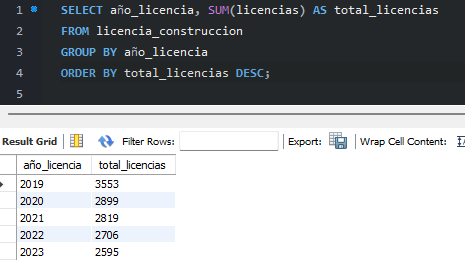 1 SELECT año_licencia, SUM(licencias) AS total_licencias
2 FROM licencia_construccion
3 GROUP BY año_licencia
4 ORDER BY total_licencias DESC;
5
Result Grid Filter Rows: Export: Wrap Cell Content:
año_licencia total_licencias
2019 3553
2020 2899
2021 2819
2022 2706
2023 2595